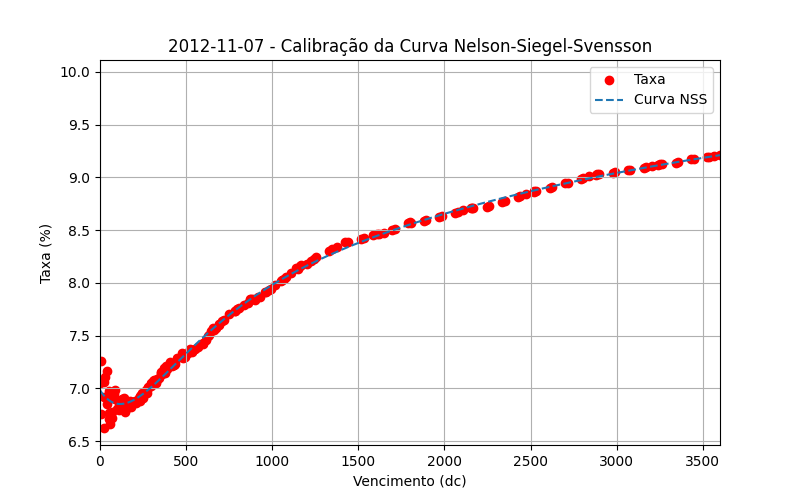 2012-11-07 - Calibração da Curva Nelson-Siegel-Svensson
Taxa
Curva NSS
Taxa (%)
10.0
9.5
9.0
8.5
8.0
7.5
7.0
6.5
0 500 1000 1500 2000 2500 3000 3500
Vencimento (dc)